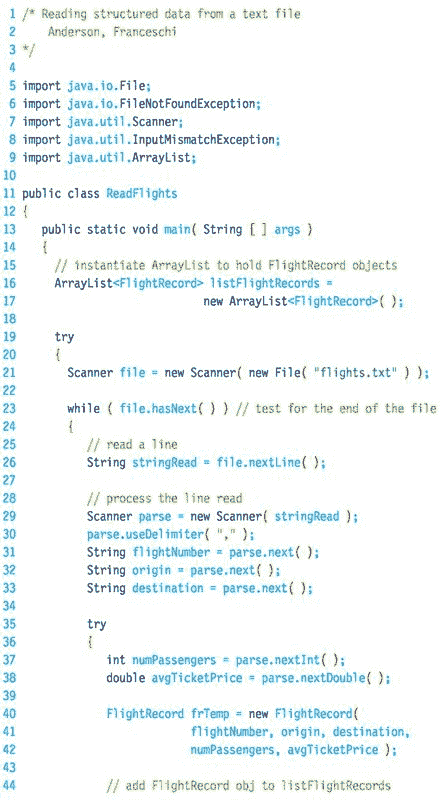 1 /* Reading structured data from a text file
2 Anderson, Franceschi
3 */
4
5 import java.io.File;
6 import java.io.FileNotFoundException;
7 import java.util.Scanner;
8 import java.util.InputMismatchException;
9 import java.util.ArrayList;
10
11 public class ReadFlights
12 {
13 public static void main( String [ ] args )
14 {
15 // instantiate ArrayList to hold FlightRecord objects
16 ArrayList<FlightRecord> listFlightRecords =
17 new ArrayList<FlightRecord>( );
18
19 try
20 {
21 Scanner file = new Scanner( new File( "flights.txt" ) );
22
23 while ( file.hasNext( ) ) // test for the end of the file
24 {
25 // read a line
26 String stringRead = file.nextLine( );
27
28 // process the line read
29 Scanner parse = new Scanner( stringRead );
30 parse.useDelimiter( "," );
31 String flightNumber = parse.next( );
32 String origin = parse.next( );
33 String destination = parse.next( );
34
35 try
36 {
37 int numPassengers = parse.nextInt( );
38 double avgTicketPrice = parse.nextDouble( );
39
40 FlightRecord frTemp = new FlightRecord(
41 flightNumber, origin, destination,
42 numPassengers, avgTicketPrice );
43
44 // add FlightRecord obj to listFlightRecords